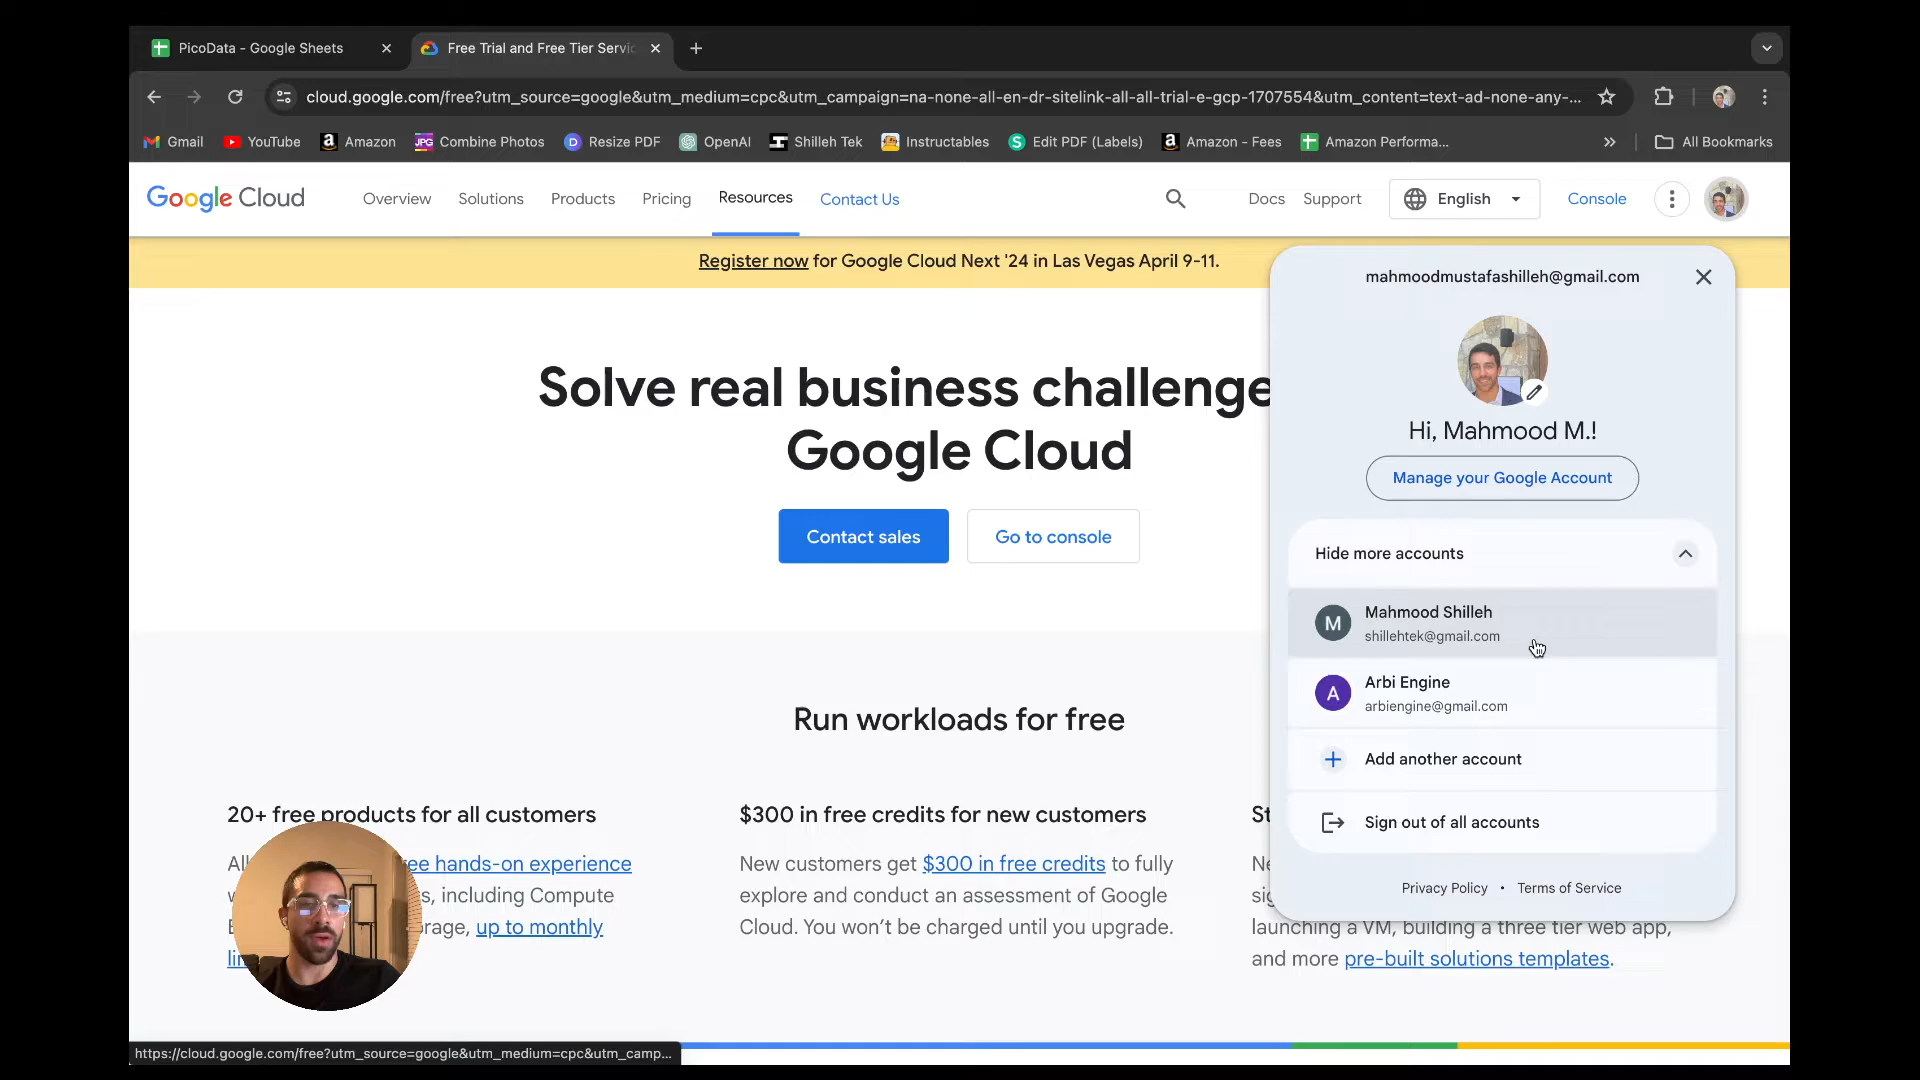 PicoData - Google Sheets
Free Trial and Free Tier Servic
cloud.google.com/free?utm_source=google&utm_medium=cpc&utm_campaign=na-none-all-en-dr-sitelink-all-all-trial-e-gcp-1707554&utm_content=text-ad-none-any-...
Gmail
YouTube
Amazon
JPG Combine Photos
Resize PDF
OpenAI
Shilleh Tek
Instructables
Edit PDF (Labels)
Amazon - Fees
Amazon Performa...
All Bookmarks
Google Cloud
Overview
Solutions
Products
Pricing
Resources
Contact Us
Docs
Support
English
Console
Register now for Google Cloud Next '24 in Las Vegas April 9-11.
Solve real business challenge
Google Cloud
Contact sales
Go to console
mahmoodmustafashilleh@gmail.com
Hi, Mahmood M.!
Manage your Google Account
Hide more accounts
M
Mahmood Shilleh
shillehtek@gmail.com
A
Arbi Engine
arbiengine@gmail.com
Add another account
Sign out of all accounts
Privacy Policy • Terms of Service
Run workloads for free
20+ free products for all customers
All ee hands-on experience
s, including Compute
rage, up to monthly
$300 in free credits for new customers
New customers get $300 in free credits to fully
explore and conduct an assessment of Google
Cloud. You won't be charged until you upgrade.
St
Ne
sig
launching a VM, building a three tier web app,
and more pre-built solutions templates.
https://cloud.google.com/free?utm_source=google&utm_medium=cpc&utm_camp...